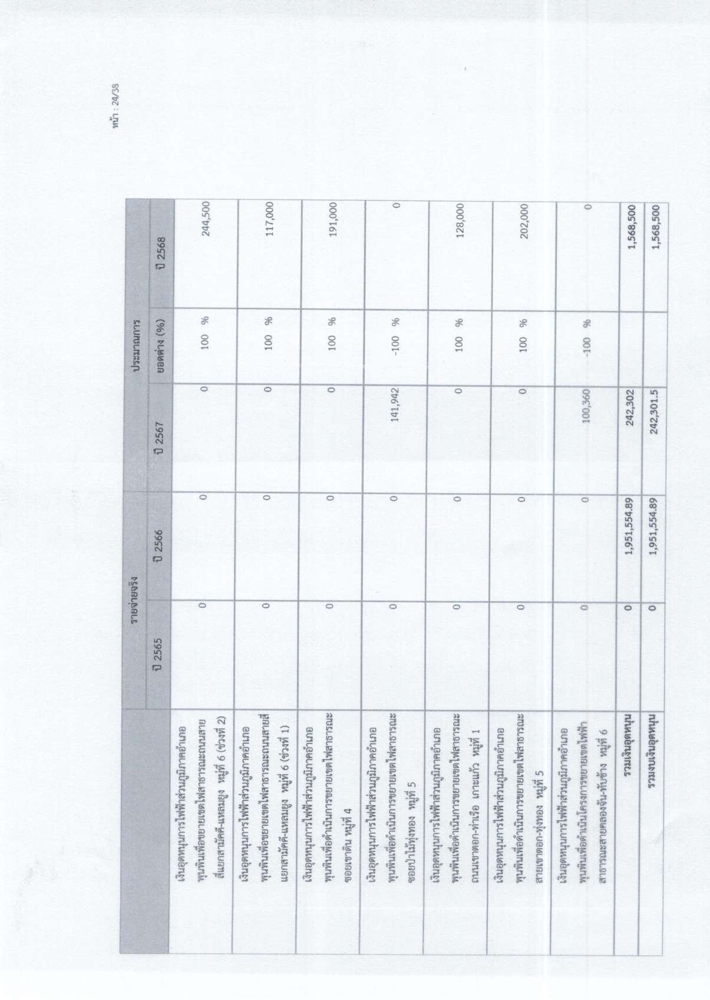 หน้า : 24/38
รายจ่ายจริง ประมาณการ
ปี 2565 ปี 2566 ปี 2567 ยอดต่าง (%) ปี 2568
เงินอุดหนุนการไฟฟ้าส่วนภูมิภาคอำเภอ 0 0 0 100 % 244,500
พุนพินเพื่อขยายเขตไฟสาธารณะถนนสาย
สี่แยกสามัคคี-แหลมยูง หมู่ที่ 6 (ช่วงที่ 2)
เงินอุดหนุนการไฟฟ้าส่วนภูมิภาคอำเภอ 0 0 0 100 % 117,000
พุนพินเพื่อขยายเขตไฟสาธารณะถนนสายสี่
แยกสามัคคี-แหลมยูง หมู่ที่ 6 (ช่วงที่ 1)
เงินอุดหนุนการไฟฟ้าส่วนภูมิภาคอำเภอ 0 0 0 100 % 191,000
พุนพินเพื่อดำเนินการขยายเขตไฟสาธารณะ
ซอยเขาดิน หมู่ที่ 4
เงินอุดหนุนการไฟฟ้าส่วนภูมิภาคอำเภอ 0 0 141,942 -100 % 0
พุนพินเพื่อดำเนินการขยายเขตไฟสาธารณะ
ซอยป่าไม้ทุ่งทอง หมู่ที่ 5
เงินอุดหนุนการไฟฟ้าส่วนภูมิภาคอำเภอ 0 0 0 100 % 128,000
พุนพินเพื่อดำเนินการขยายเขตไฟสาธารณะ
ถนนเขาตอก-ท่าเรือ เกาะแก้ว หมู่ที่ 1
เงินอุดหนุนการไฟฟ้าส่วนภูมิภาคอำเภอ 0 0 0 100 % 202,000
พุนพินเพื่อดำเนินการขยายเขตไฟสาธารณะ
สายเขาตอก-ทุ่งทอง หมู่ที่ 5
เงินอุดหนุนการไฟฟ้าส่วนภูมิภาคอำเภอ 0 0 100,360 -100 % 0
พุนพินเพื่อดำเนินโครงการขยายเขตไฟฟ้า
สาธารณะสายคลองจัน-ทับช้าง หมู่ที่ 6
รวมเงินอุดหนุน 0 1,951,554.89 242,302 1,568,500
รวมงบเงินอุดหนุน 0 1,951,554.89 242,301.5 1,568,500